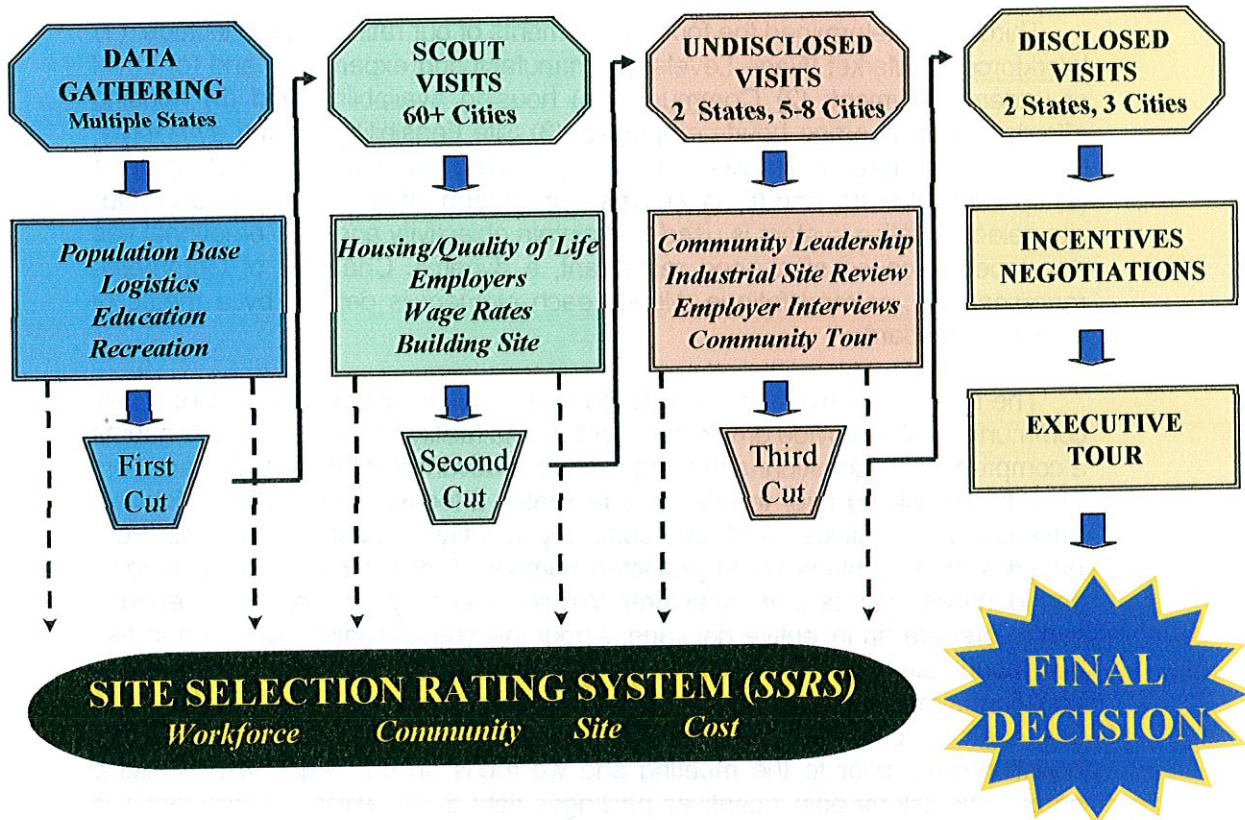 DATA
GATHERING
Multiple States
Population Base
Logistics
Education
Recreation
First
Cut
SCOUT
VISITS
60+ Cities
Housing/Quality of Life
Employers
Wage Rates
Building Site
Second
Cut
UNDISCLOSED
VISITS
2 States, 5-8 Cities
Community Leadership
Industrial Site Review
Employer Interviews
Community Tour
Third
Cut
DISCLOSED
VISITS
2 States, 3 Cities
INCENTIVES
NEGOTIATIONS
EXECUTIVE
TOUR
FINAL
DECISION
SITE SELECTION RATING SYSTEM (SSRS)
Workforce Community Site Cost